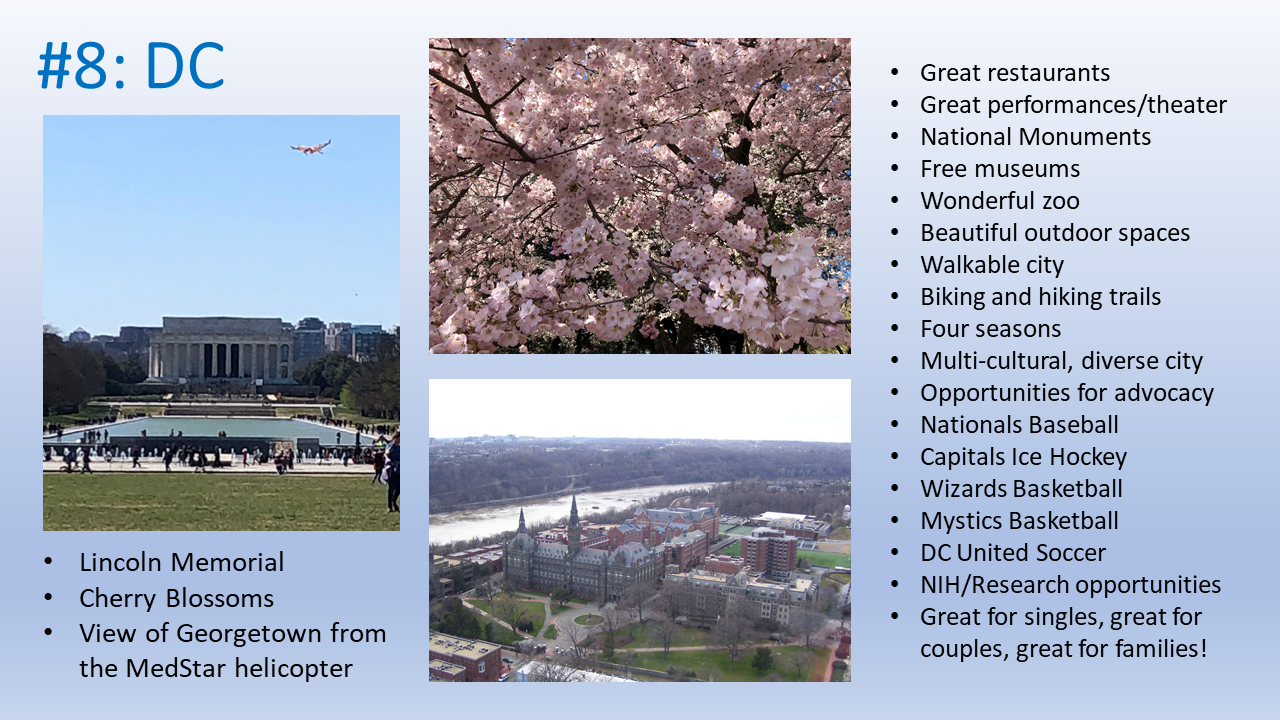 #8: DC
• Lincoln Memorial
• Cherry Blossoms
• View of Georgetown from
the MedStar helicopter
• Great restaurants
• Great performances/theater
• National Monuments
• Free museums
• Wonderful zoo
• Beautiful outdoor spaces
• Walkable city
• Biking and hiking trails
• Four seasons
• Multi-cultural, diverse city
• Opportunities for advocacy
• Nationals Baseball
• Capitals Ice Hockey
• Wizards Basketball
• Mystics Basketball
• DC United Soccer
• NIH/Research opportunities
• Great for singles, great for
couples, great for families!